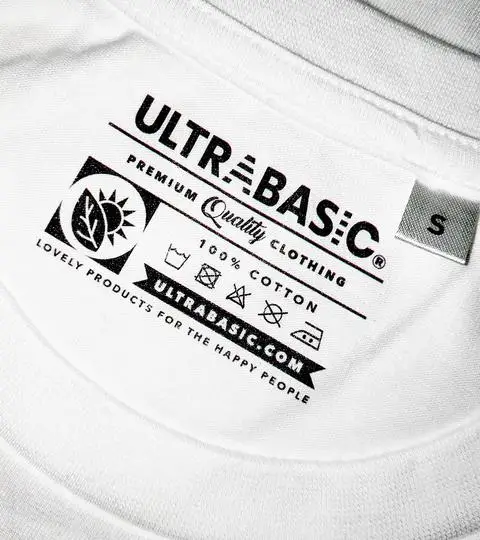 ULTRABASIC®
PREMIUM Quality CLOTHING
100% COTTON
ULTRABASIC.COM
LOVELY PRODUCTS FOR THE HAPPY PEOPLE
S